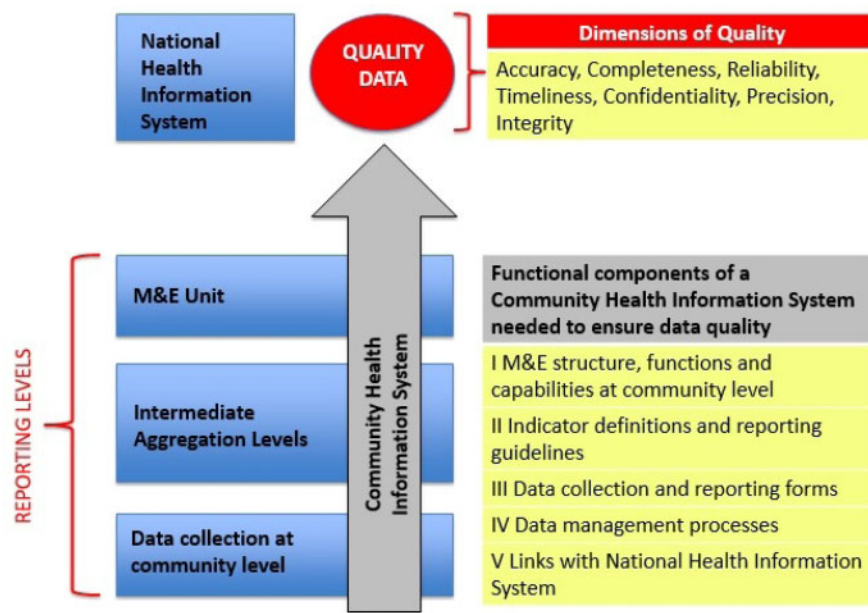 National
Health
Information
System
QUALITY
DATA
Dimensions of Quality
Accuracy, Completeness, Reliability,
Timeliness, Confidentiality, Precision,
Integrity
REPORTING LEVELS
M&E Unit
Intermediate
Aggregation Levels
Data collection at
community level
Community Health
Information System
Functional components of a
Community Health Information System
needed to ensure data quality
I M&E structure, functions and
capabilities at community level
II Indicator definitions and reporting
guidelines
III Data collection and reporting forms
IV Data management processes
V Links with National Health Information
System